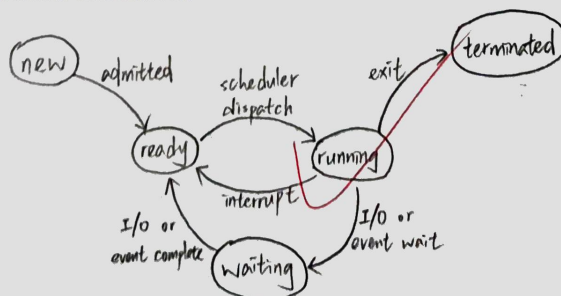 new
admitted
scheduler
dispatch
exit
terminated
ready
running
interrupt
I/O or
event complete
I/O or
event wait
waiting